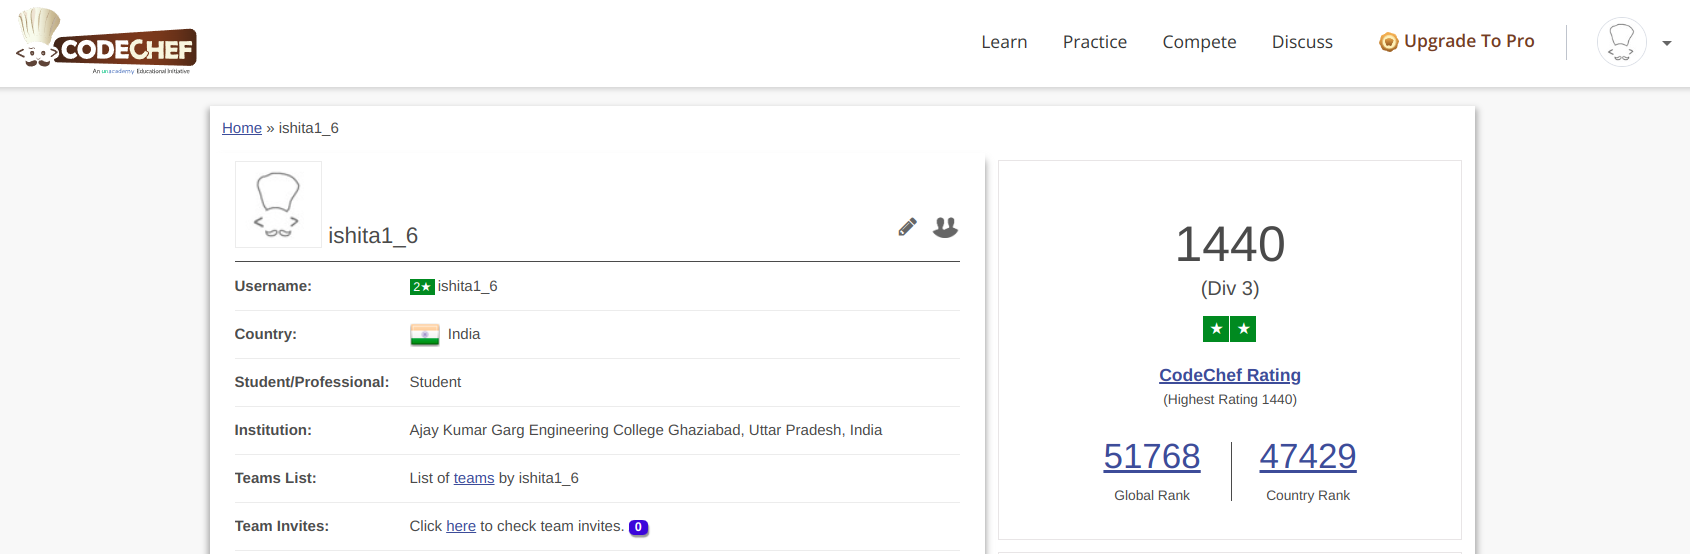 CODECHEF
An unacademy Educational Initiative
Learn Practice Compete Discuss Upgrade To Pro
Home » ishita1_6
ishita1_6
Username: 2★ ishita1_6
Country: India
Student/Professional: Student
Institution: Ajay Kumar Garg Engineering College Ghaziabad, Uttar Pradesh, India
Teams List: List of teams by ishita1_6
Team Invites: Click here to check team invites. 0
1440
(Div 3)
★★
CodeChef Rating
(Highest Rating 1440)
51768 47429
Global Rank Country Rank